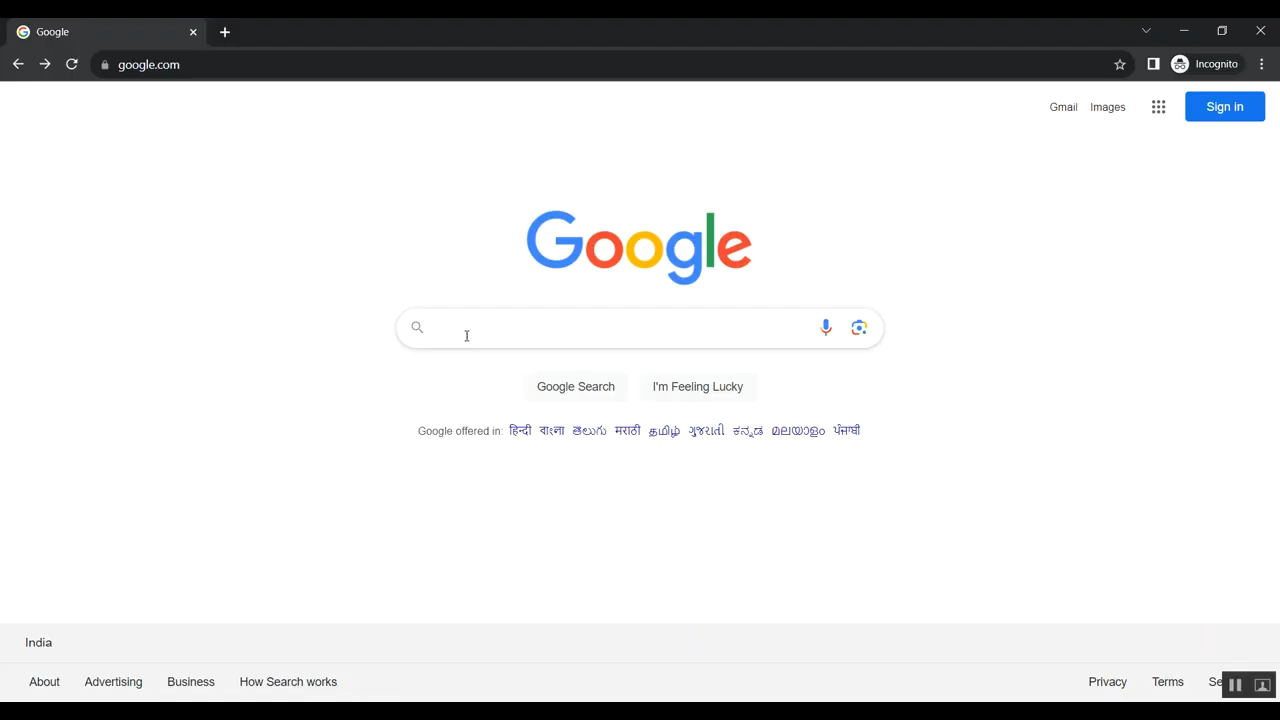 Google
google.com
Incognito
Gmail Images Sign in
Google
Google Search I'm Feeling Lucky
Google offered in: हिन्दी বাংলা తెలుగు मराठी தமிழ் ગુજરાતી ಕನ್ನಡ മലയാളം ਪੰਜਾਬੀ
India
About Advertising Business How Search works Privacy Terms Se